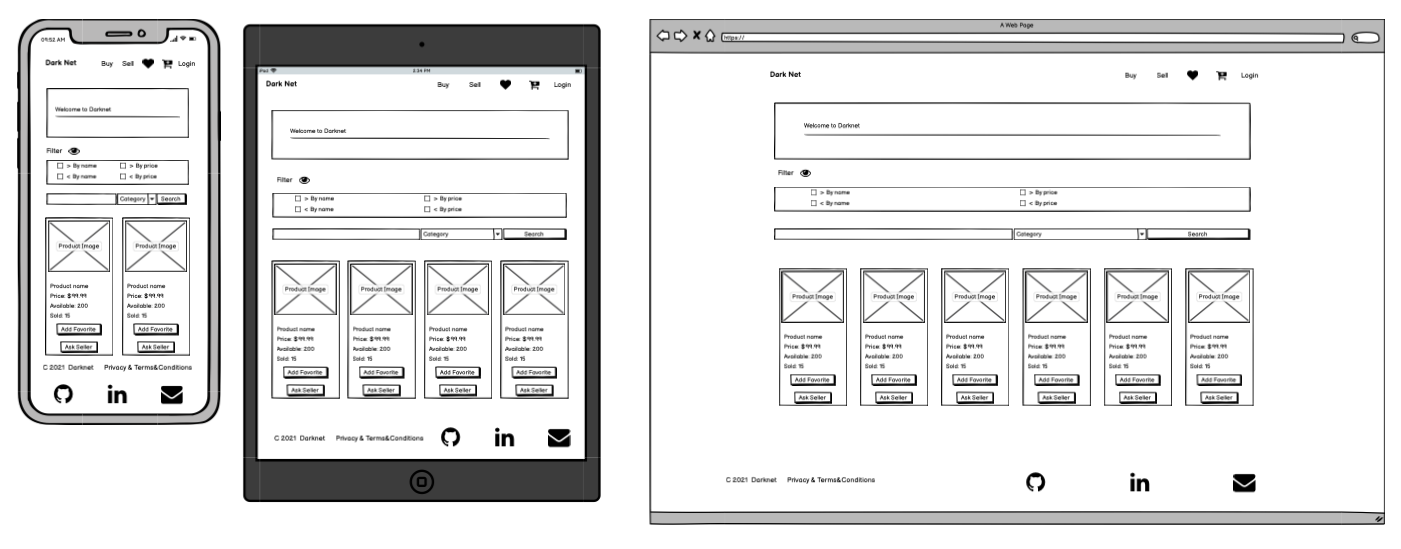 09:52 AM
Dark Net Buy Sell Login
Welcome to Darknet
Filter
> By name > By price
< By name < By price
Category Search
Product Image Product Image
Product name Product name
Price: $99.99 Price: $99.99
Available: 200 Available: 200
Sold: 15 Sold: 15
Add Favorite Add Favorite
Ask Seller Ask Seller
C 2021 Darknet Privacy & Terms&Conditions
in
iPad 2:34 PM
Dark Net Buy Sell Login
Welcome to Darknet
Filter
> By name > By price
< By name < By price
Category Search
Product Image Product Image Product Image Product Image
Product name Product name Product name Product name
Price: $99.99 Price: $99.99 Price: $99.99 Price: $99.99
Available: 200 Available: 200 Available: 200 Available: 200
Sold: 15 Sold: 15 Sold: 15 Sold: 15
Add Favorite Add Favorite Add Favorite Add Favorite
Ask Seller Ask Seller Ask Seller Ask Seller
C 2021 Darknet Privacy & Terms&Conditions in
A Web Page
https://
Dark Net Buy Sell Login
Welcome to Darknet
Filter
> By name > By price
< By name < By price
Category Search
Product Image Product Image Product Image Product Image Product Image Product Image
Product name Product name Product name Product name Product name Product name
Price: $99.99 Price: $99.99 Price: $99.99 Price: $99.99 Price: $99.99 Price: $99.99
Available: 200 Available: 200 Available: 200 Available: 200 Available: 200 Available: 200
Sold: 15 Sold: 15 Sold: 15 Sold: 15 Sold: 15 Sold: 15
Add Favorite Add Favorite Add Favorite Add Favorite Add Favorite Add Favorite
Ask Seller Ask Seller Ask Seller Ask Seller Ask Seller Ask Seller
C 2021 Darknet Privacy & Terms&Conditions in